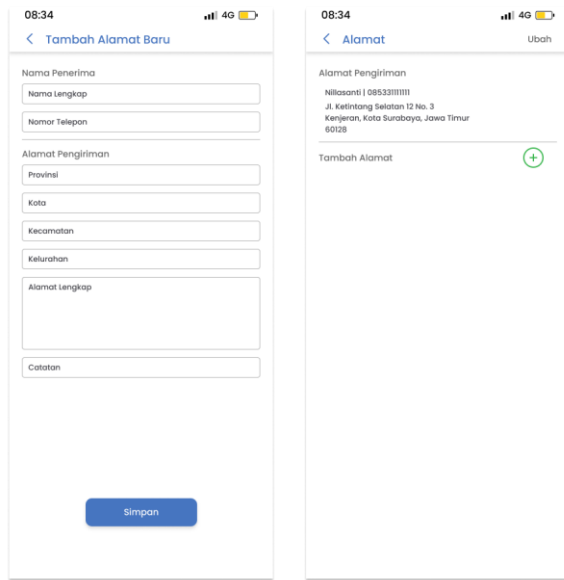 08:34
4G
Tambah Alamat Baru
Nama Penerima
Nama Lengkap
Nomor Telepon
Alamat Pengiriman
Provinsi
Kota
Kecamatan
Kelurahan
Alamat Lengkap
Catatan
Simpan
08:34
4G
Alamat
Ubah
Alamat Pengiriman
Nillasanti | 085331111111
Jl. Ketintang Selatan 12 No. 3
Kenjeran, Kota Surabaya, Jawa Timur
60128
Tambah Alamat